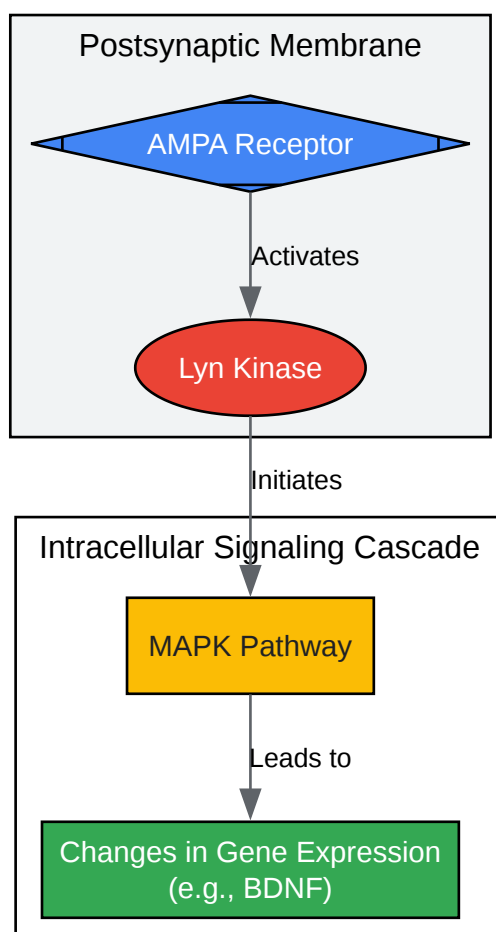 Postsynaptic Membrane
AMPA Receptor
Activates
Lyn Kinase
Initiates
Intracellular Signaling Cascade
MAPK Pathway
Leads to
Changes in Gene Expression
(e.g., BDNF)